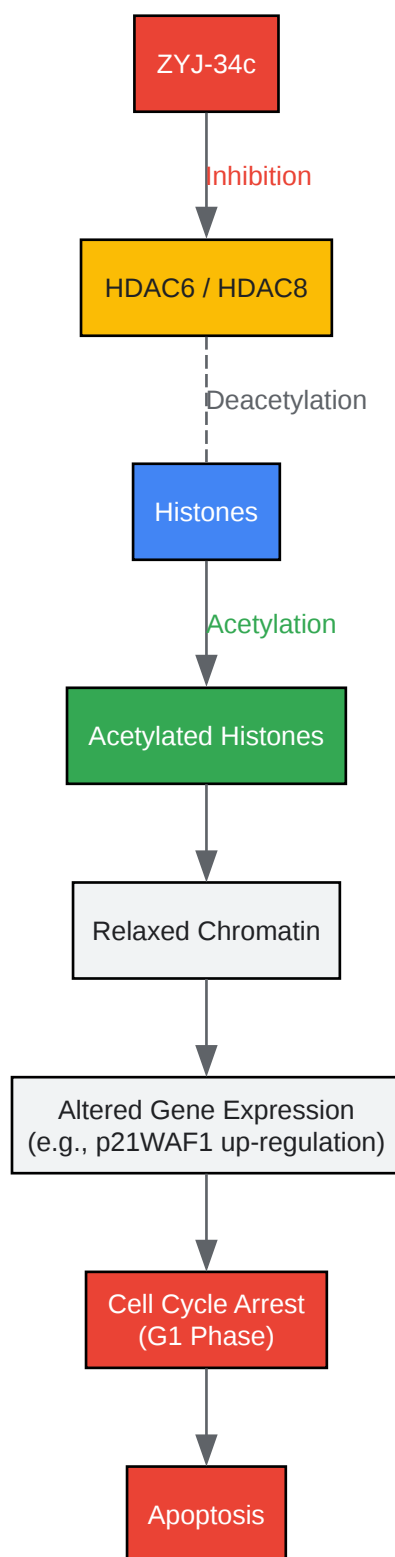 ZYJ-34c
Inhibition
HDAC6 / HDAC8
Deacetylation
Histones
Acetylation
Acetylated Histones
Relaxed Chromatin
Altered Gene Expression
(e.g., p21WAF1 up-regulation)
Cell Cycle Arrest
(G1 Phase)
Apoptosis